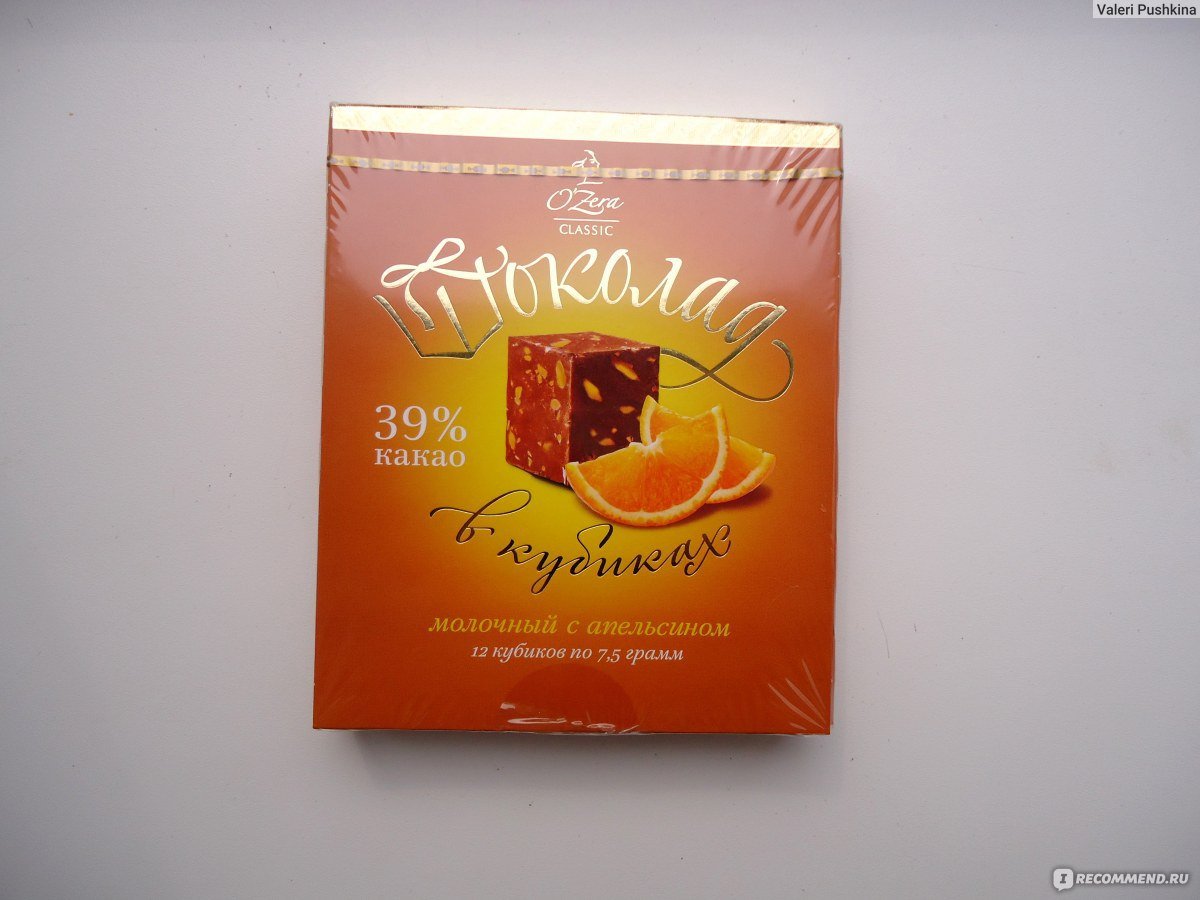 Valeri Pushkina
O'Zera
CLASSIC
Шоколад
39%
какао
в кубиках
молочный с апельсином
12 кубиков по 7,5 грамм
I RECOMMEND.RU